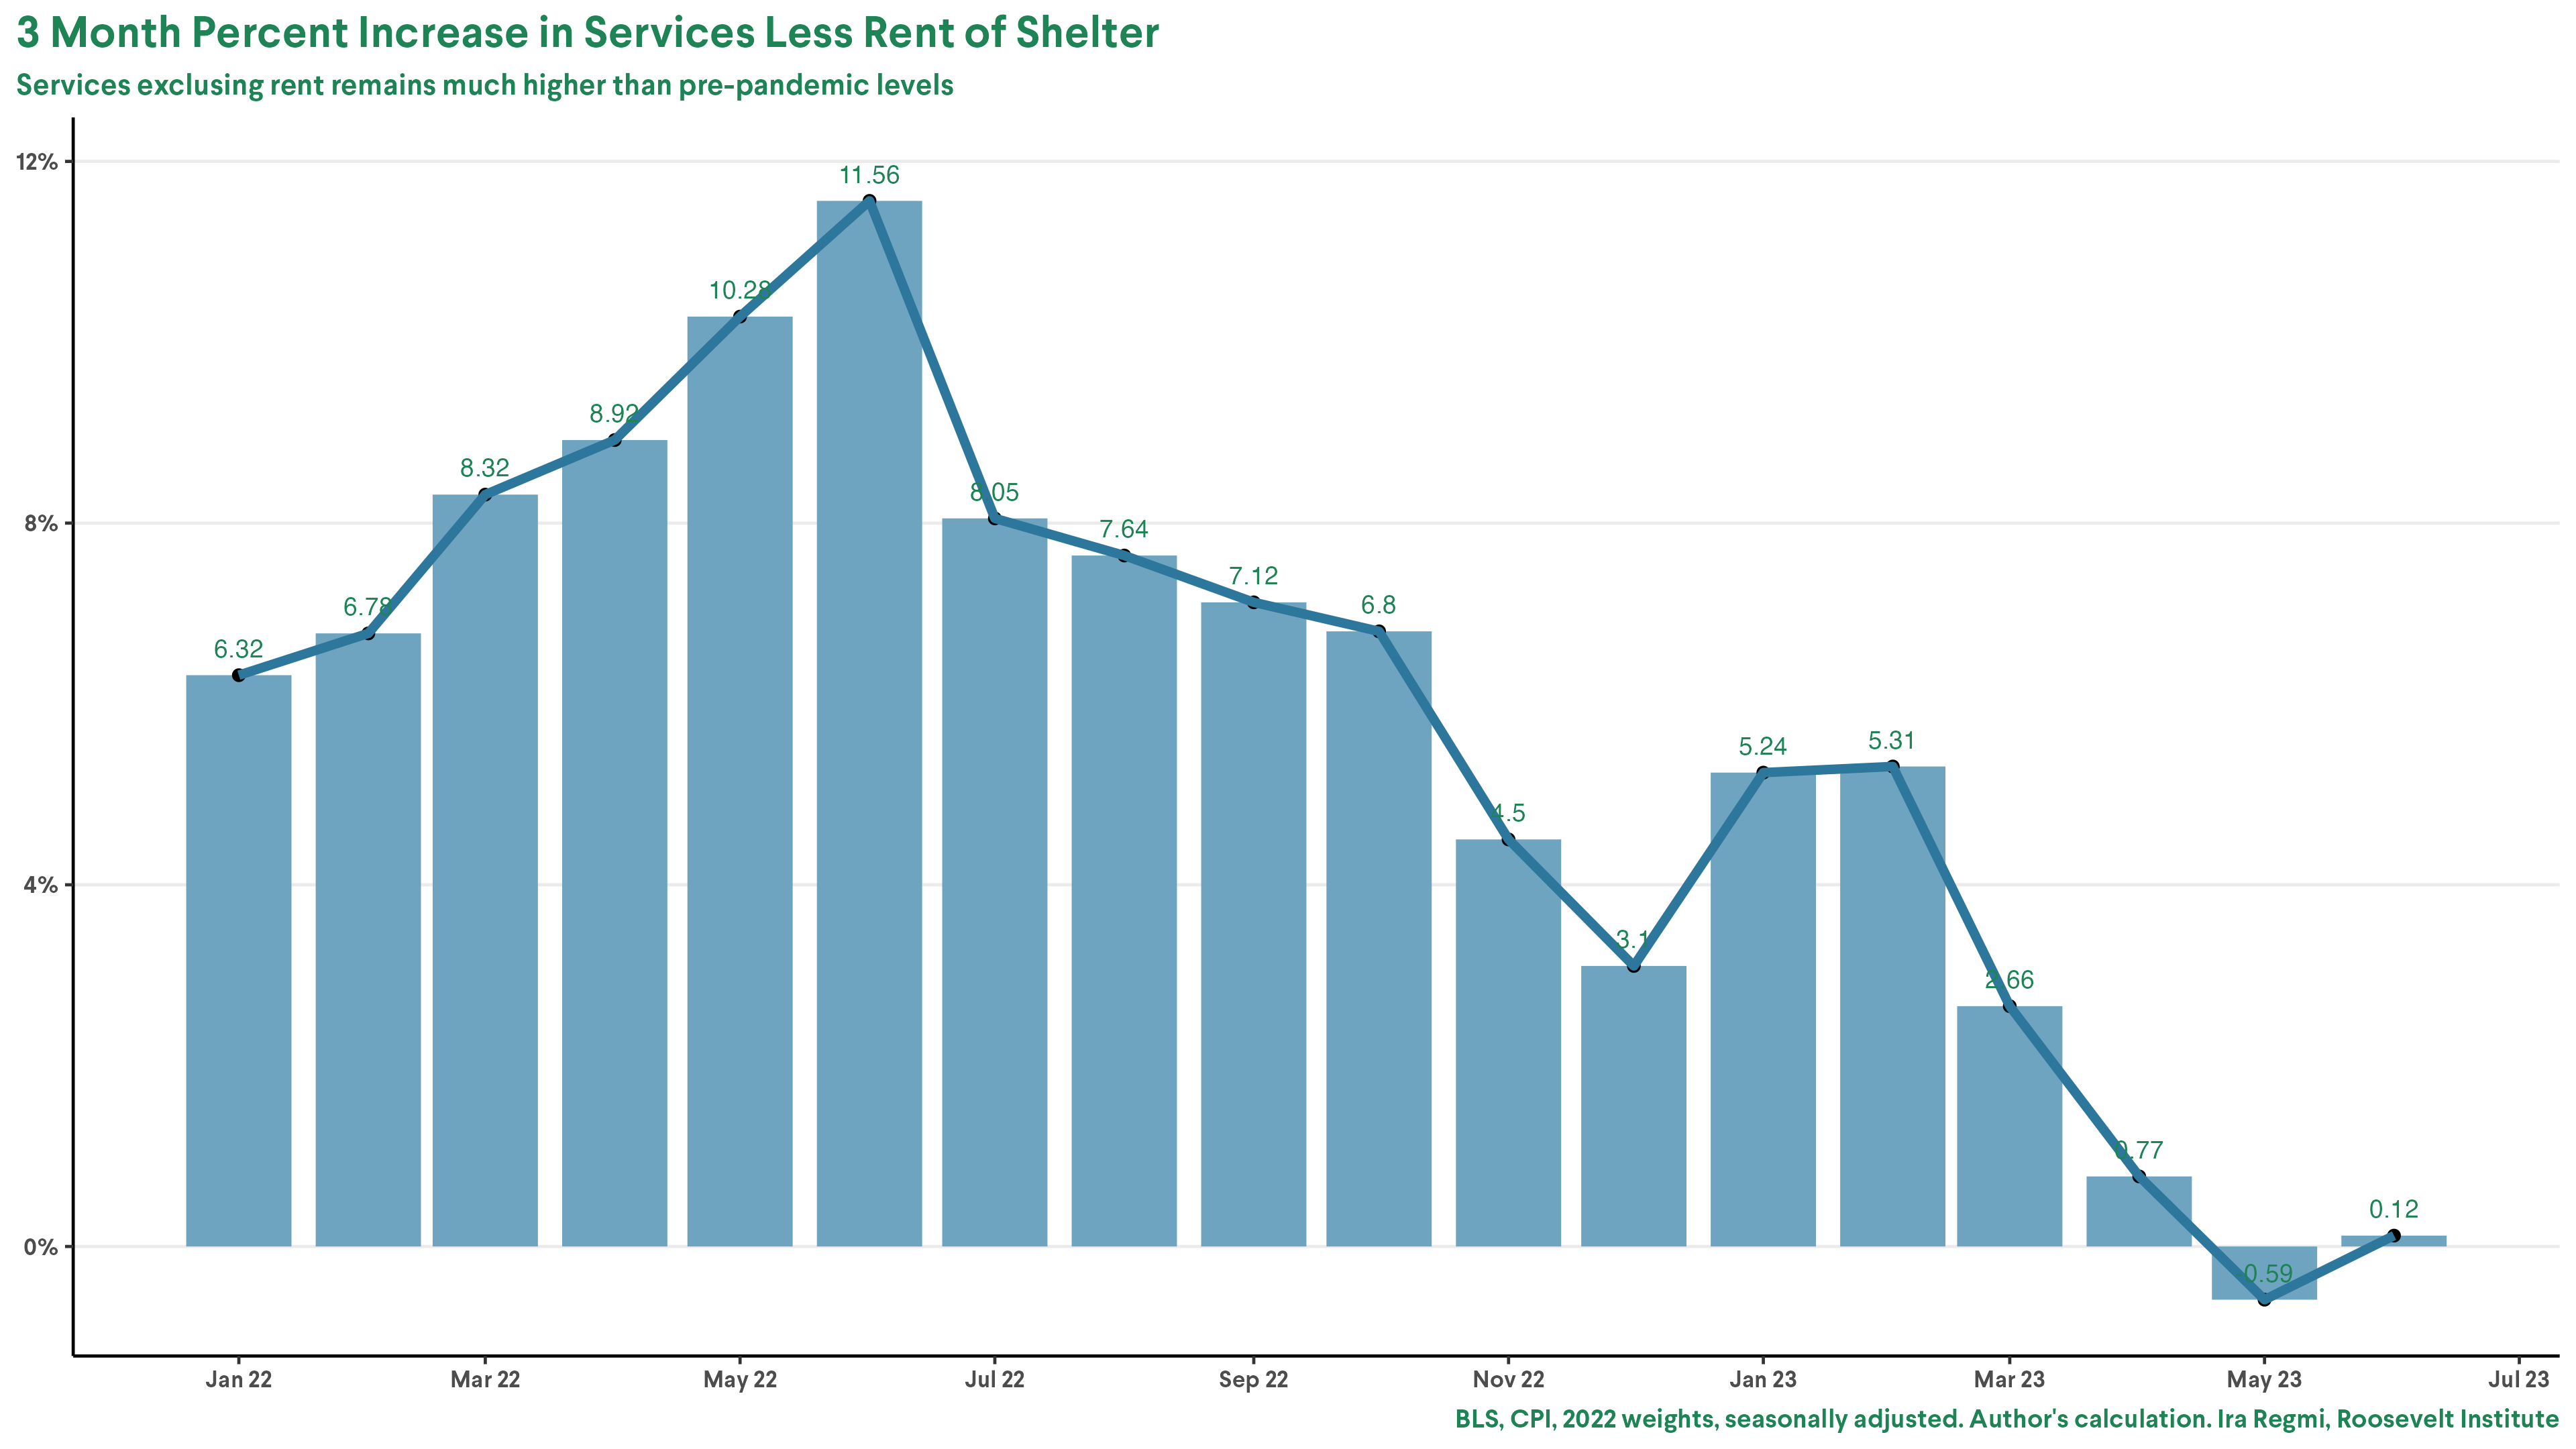 3 Month Percent Increase in Services Less Rent of Shelter
Services exclusing rent remains much higher than pre-pandemic levels
12%
8%
4%
0%
6.32
6.78
8.32
8.92
10.28
11.56
8.05
7.64
7.12
6.8
4.5
3.1
5.24
5.31
2.66
0.77
-0.59
0.12
Jan 22
Mar 22
May 22
Jul 22
Sep 22
Nov 22
Jan 23
Mar 23
May 23
Jul 23
BLS, CPI, 2022 weights, seasonally adjusted. Author's calculation. Ira Regmi, Roosevelt Institute